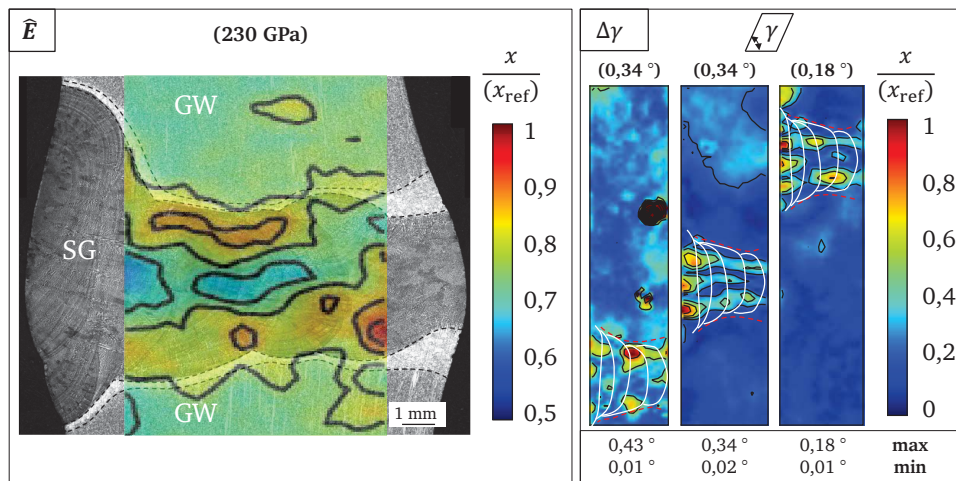 Ê
(230 GPa)
x
(x_ref)
GW
SG
GW
1 mm
1
0,9
0,8
0,7
0,6
0,5
Δγ
γ
(0,34 °) (0,34 °) (0,18 °)
x
(x_ref)
1
0,8
0,6
0,4
0,2
0
0,43 ° 0,34 ° 0,18 ° max
0,01 ° 0,02 ° 0,01 ° min